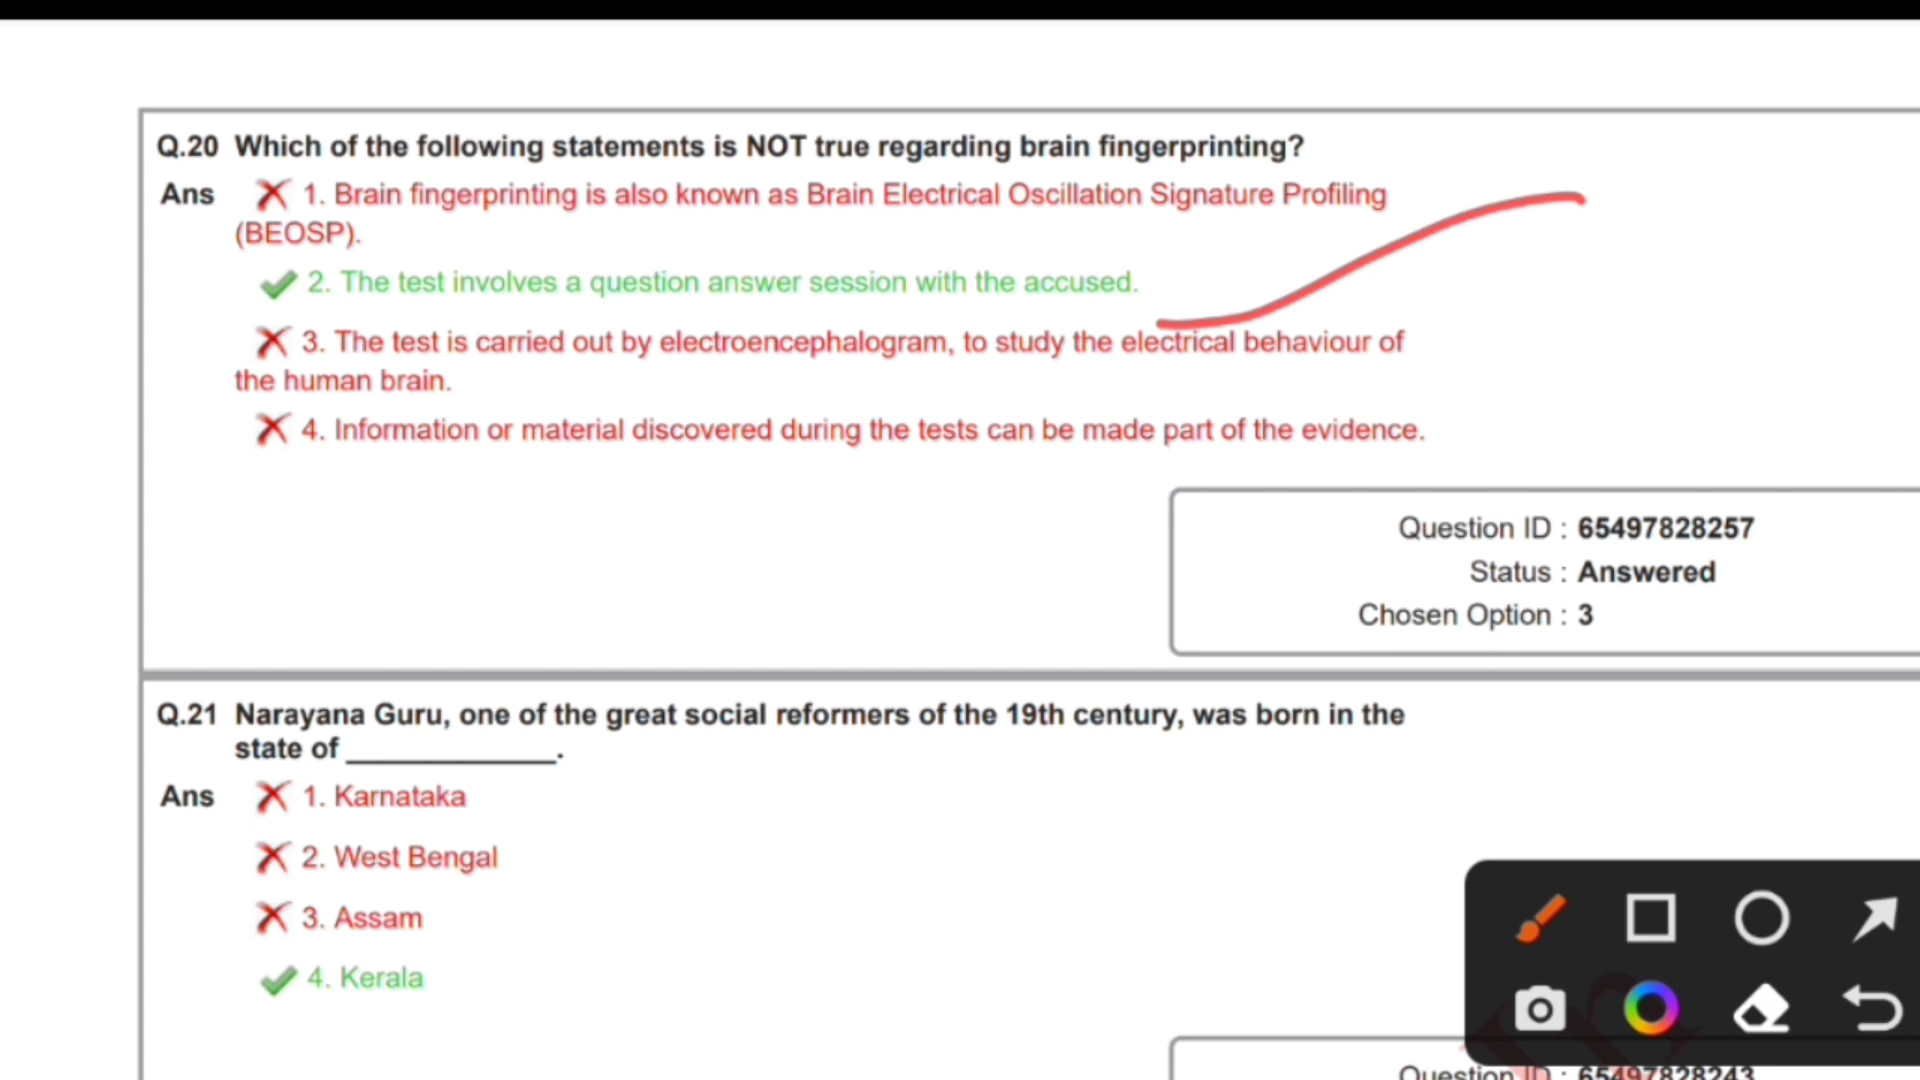 Q.20 Which of the following statements is NOT true regarding brain fingerprinting?
Ans 1. Brain fingerprinting is also known as Brain Electrical Oscillation Signature Profiling
(BEOSP).
2. The test involves a question answer session with the accused.
3. The test is carried out by electroencephalogram, to study the electrical behaviour of
the human brain.
4. Information or material discovered during the tests can be made part of the evidence.
Question ID : 65497828257
Status : Answered
Chosen Option : 3
Q.21 Narayana Guru, one of the great social reformers of the 19th century, was born in the
state of ______________.
Ans 1. Karnataka
2. West Bengal
3. Assam
4. Kerala
Question ID : 65497828243